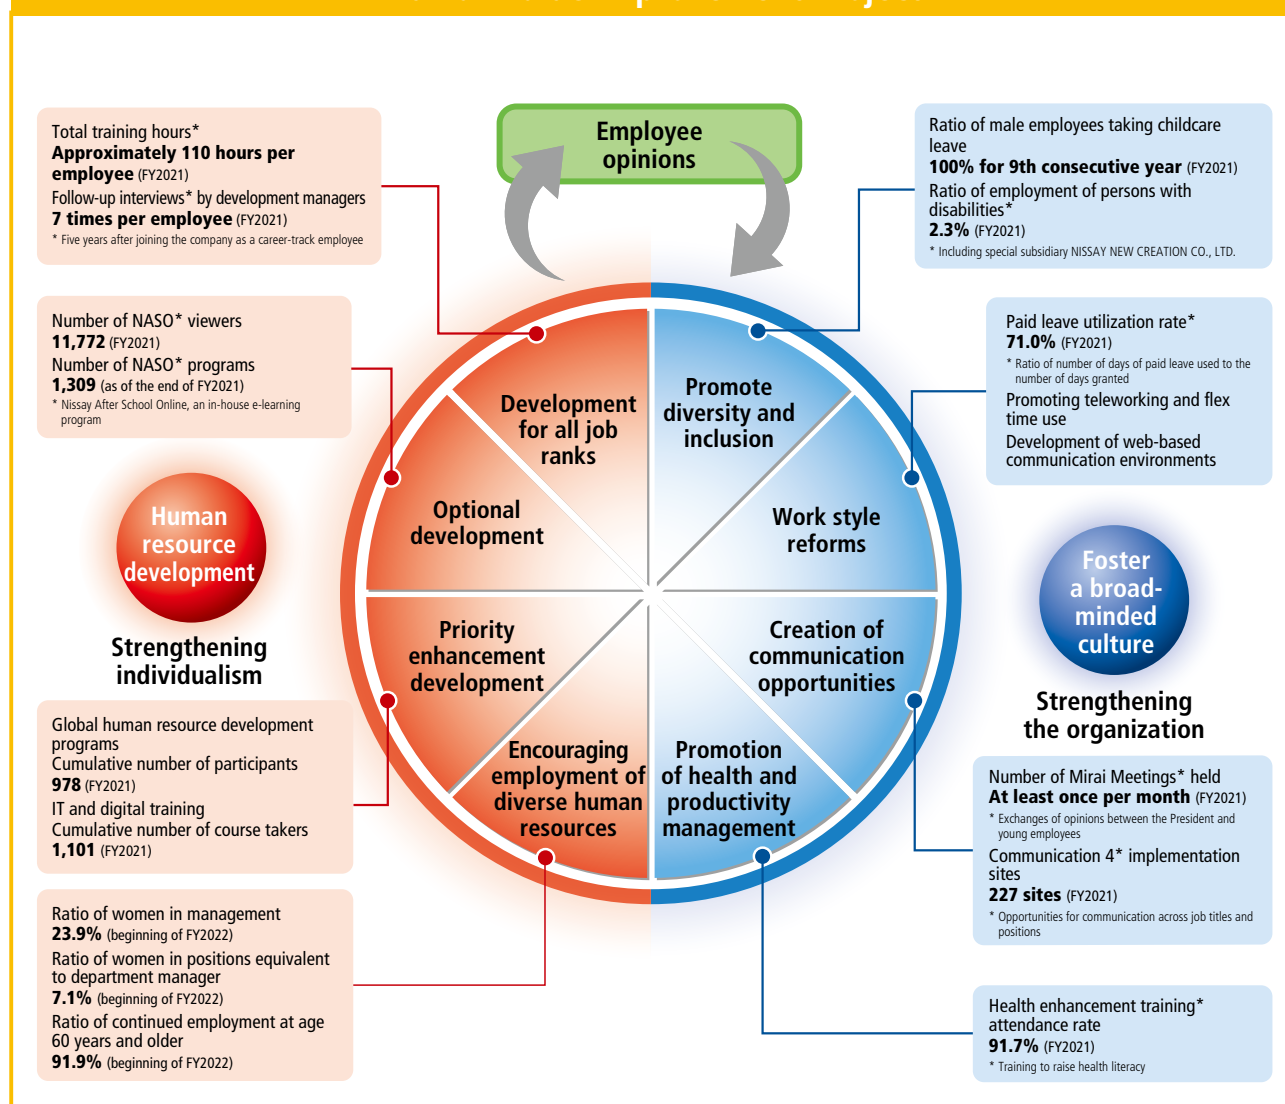 Total training hours*
Approximately 110 hours per
employee (FY2021)
Follow-up interviews* by development managers
7 times per employee (FY2021)
* Five years after joining the company as a career-track employee
Number of NASO* viewers
11,772 (FY2021)
Number of NASO* programs
1,309 (as of the end of FY2021)
* Nissay After School Online, an in-house e-learning
program
Human
resource
development
Strengthening
individualism
Global human resource development
programs
Cumulative number of participants
978 (FY2021)
IT and digital training
Cumulative number of course takers
1,101 (FY2021)
Ratio of women in management
23.9% (beginning of FY2022)
Ratio of women in positions equivalent
to department manager
7.1% (beginning of FY2022)
Ratio of continued employment at age
60 years and older
91.9% (beginning of FY2022)
Employee
opinions
Development
for all job
ranks
Optional
development
Priority
enhancement
development
Encouraging
employment of
diverse human
resources
Promote
diversity and
inclusion
Work style
reforms
Creation of
communication
opportunities
Promotion
of health and
productivity
management
Ratio of male employees taking childcare
leave
100% for 9th consecutive year (FY2021)
Ratio of employment of persons with
disabilities*
2.3% (FY2021)
* Including special subsidiary NISSAY NEW CREATION CO., LTD.
Paid leave utilization rate*
71.0% (FY2021)
* Ratio of number of days of paid leave used to the
number of days granted
Promoting teleworking and flex
time use
Development of web-based
communication environments
Foster
a broad-
minded
culture
Strengthening
the organization
Number of Mirai Meetings* held
At least once per month (FY2021)
* Exchanges of opinions between the President and
young employees
Communication 4* implementation
sites
227 sites (FY2021)
* Opportunities for communication across job titles and
positions
Health enhancement training*
attendance rate
91.7% (FY2021)
* Training to raise health literacy